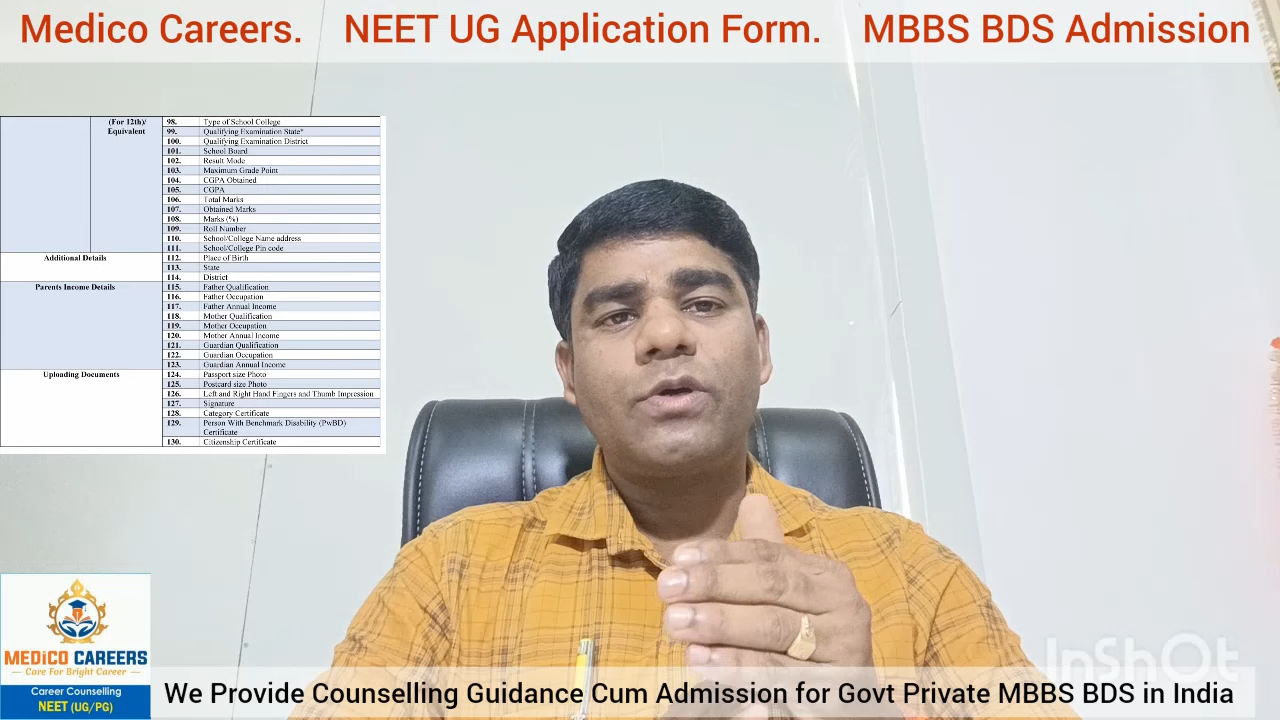 Medico Careers. NEET UG Application Form. MBBS BDS Admission
(For 12th)/
Equivalent
98. Type of School College
99. Qualifying Examination State*
100. Qualifying Examination District
101. School Board
102. Result Mode
103. Maximum Grade Point
104. CGPA Obtained
105. CGPA
106. Total Marks
107. Obtained Marks
108. Marks (%)
109. Roll Number
110. School/College Name address
111. School/College Pin code
Additional Details
112. Place of Birth
113. State
114. District
Parents Income Details
115. Father Qualification
116. Father Occupation
117. Father Annual Income
118. Mother Qualification
119. Mother Occupation
120. Mother Annual Income
121. Guardian Qualification
122. Guardian Occupation
123. Guardian Annual Income
Uploading Documents
124. Passport size Photo
125. Postcard size Photo
126. Left and Right Hand Fingers and Thumb Impression
127. Signature
128. Category Certificate
129. Person With Benchmark Disability (PwBD)
Certificate
130. Citizenship Certificate
MEDiCO CAREERS
Care For Bright Career
Career Counselling
NEET (UG/PG)
InShOt
We Provide Counselling Guidance Cum Admission for Govt Private MBBS BDS in India